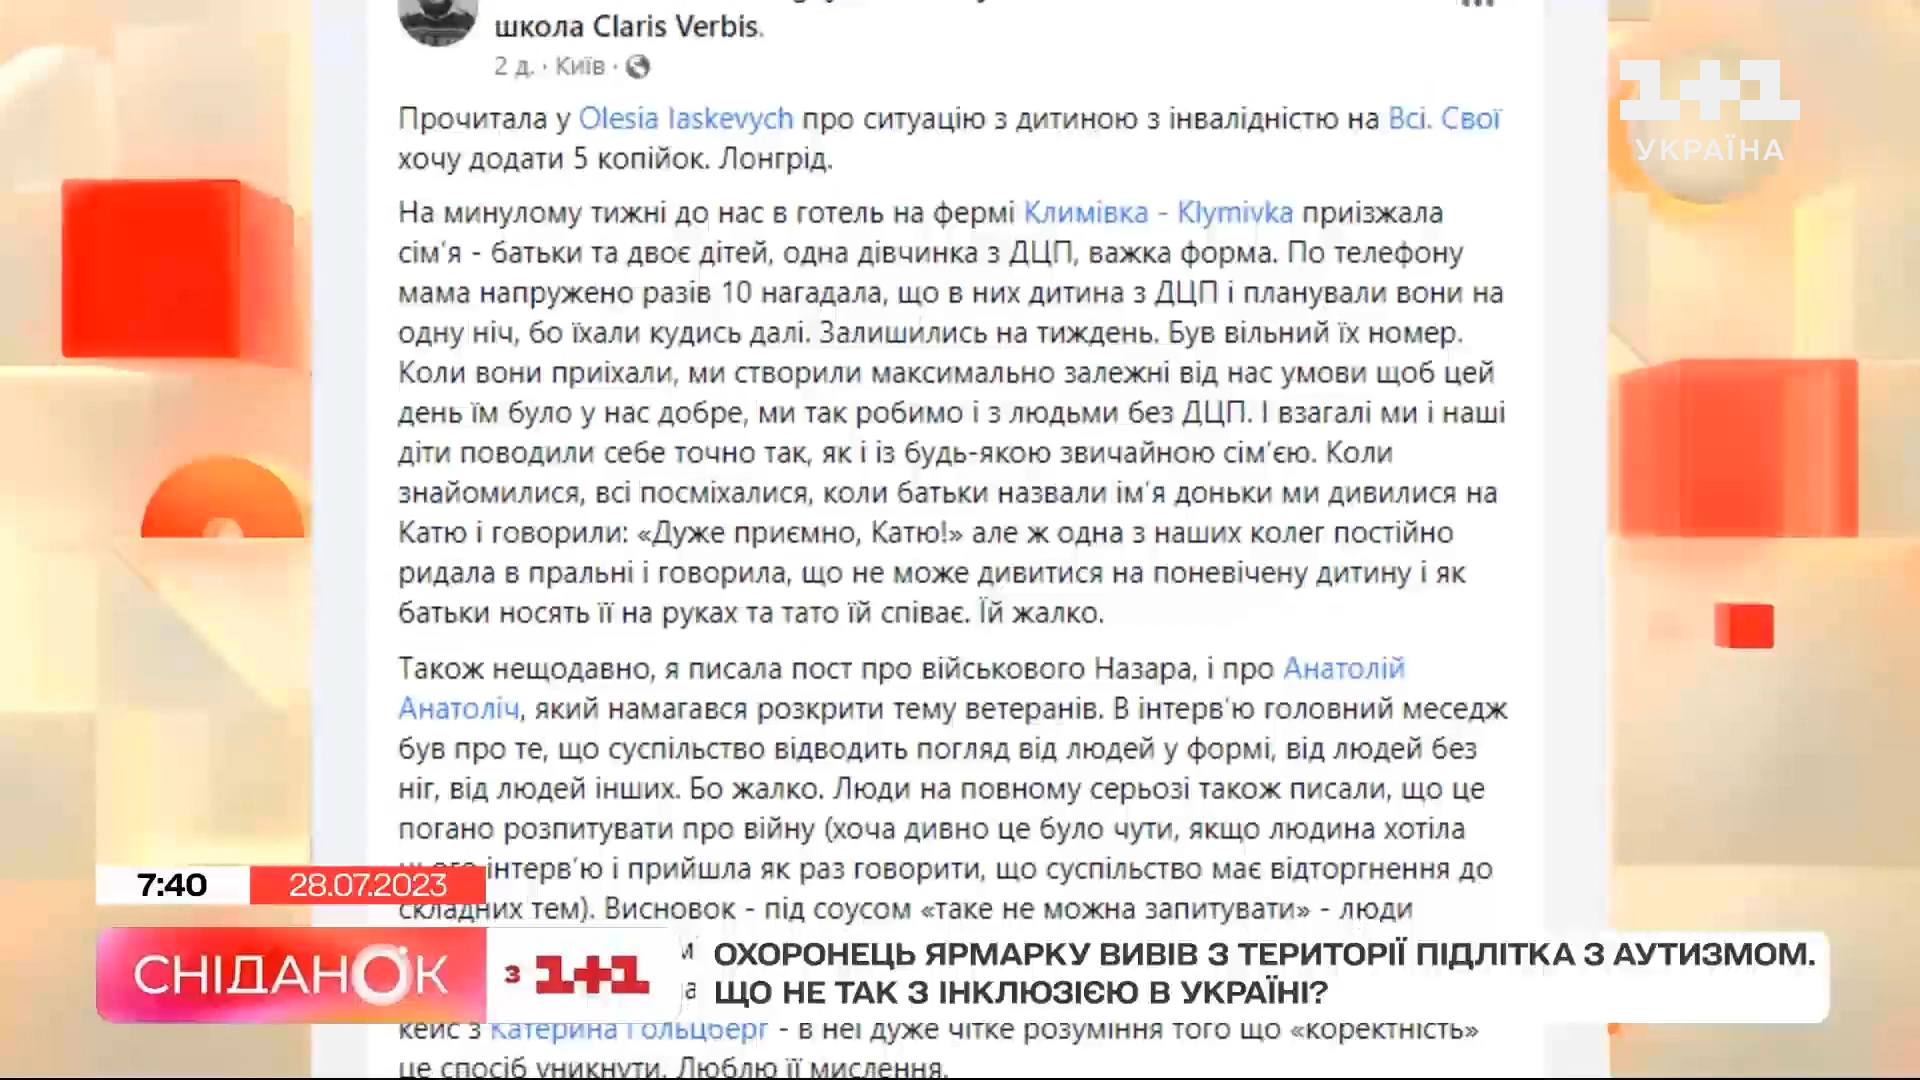 школа Claris Verbis.
2 д. · Київ ·
Прочитала у Olesia Iaskevych про ситуацію з дитиною з інвалідністю на Всі. Свої
хочу додати 5 копійок. Лонгрід.
На минулому тижні до нас в готель на фермі Климівка - Klymivka приїзжала
сім'я - батьки та двоє дітей, одна дівчинка з ДЦП, важка форма. По телефону
мама напружено разів 10 нагадала, що в них дитина з ДЦП і планували вони на
одну ніч, бо їхали кудись далі. Залишились на тиждень. Був вільний їх номер.
Коли вони приїхали, ми створили максимально залежні від нас умови щоб цей
день їм було у нас добре, ми так робимо і з людьми без ДЦП. І взагалі ми і наші
діти поводили себе точно так, як і із будь-якою звичайною сім'єю. Коли
знайомилися, всі посміхалися, коли батьки назвали ім'я доньки ми дивилися на
Катю і говорили: «Дуже приємно, Катю!» але ж одна з наших колег постійно
ридала в пральні і говорила, що не може дивитися на поневічену дитину і як
батьки носять її на руках та тато їй співає. Їй жалко.
Також нещодавно, я писала пост про військового Назара, і про Анатолій
Анатоліч, який намагався розкрити тему ветеранів. В інтерв'ю головний меседж
був про те, що суспільство відводить погляд від людей у формі, від людей без
ніг, від людей інших. Бо жалко. Люди на повному серьозі також писали, що це
погано розпитувати про війну (хоча дивно це було чути, якщо людина хотіла
інтерв'ю і прийшла як раз говорити, що суспільство має відторгнення до
складних тем). Висновок - під соусом «таке не можна запитувати» - люди
кейс з Катерина Гольцберг - в неї дуже чітке розуміння того що «коректність»
це спосіб уникнути. Люблю її мислення.
1+1
УКРАЇНА
7:40 28.07.2023
СНІДАНОК З 1+1
ОХОРОНЕЦЬ ЯРМАРКУ ВИВІВ З ТЕРИТОРІЇ ПІДЛІТКА З АУТИЗМОМ.
ЩО НЕ ТАК З ІНКЛЮЗІЄЮ В УКРАЇНІ?